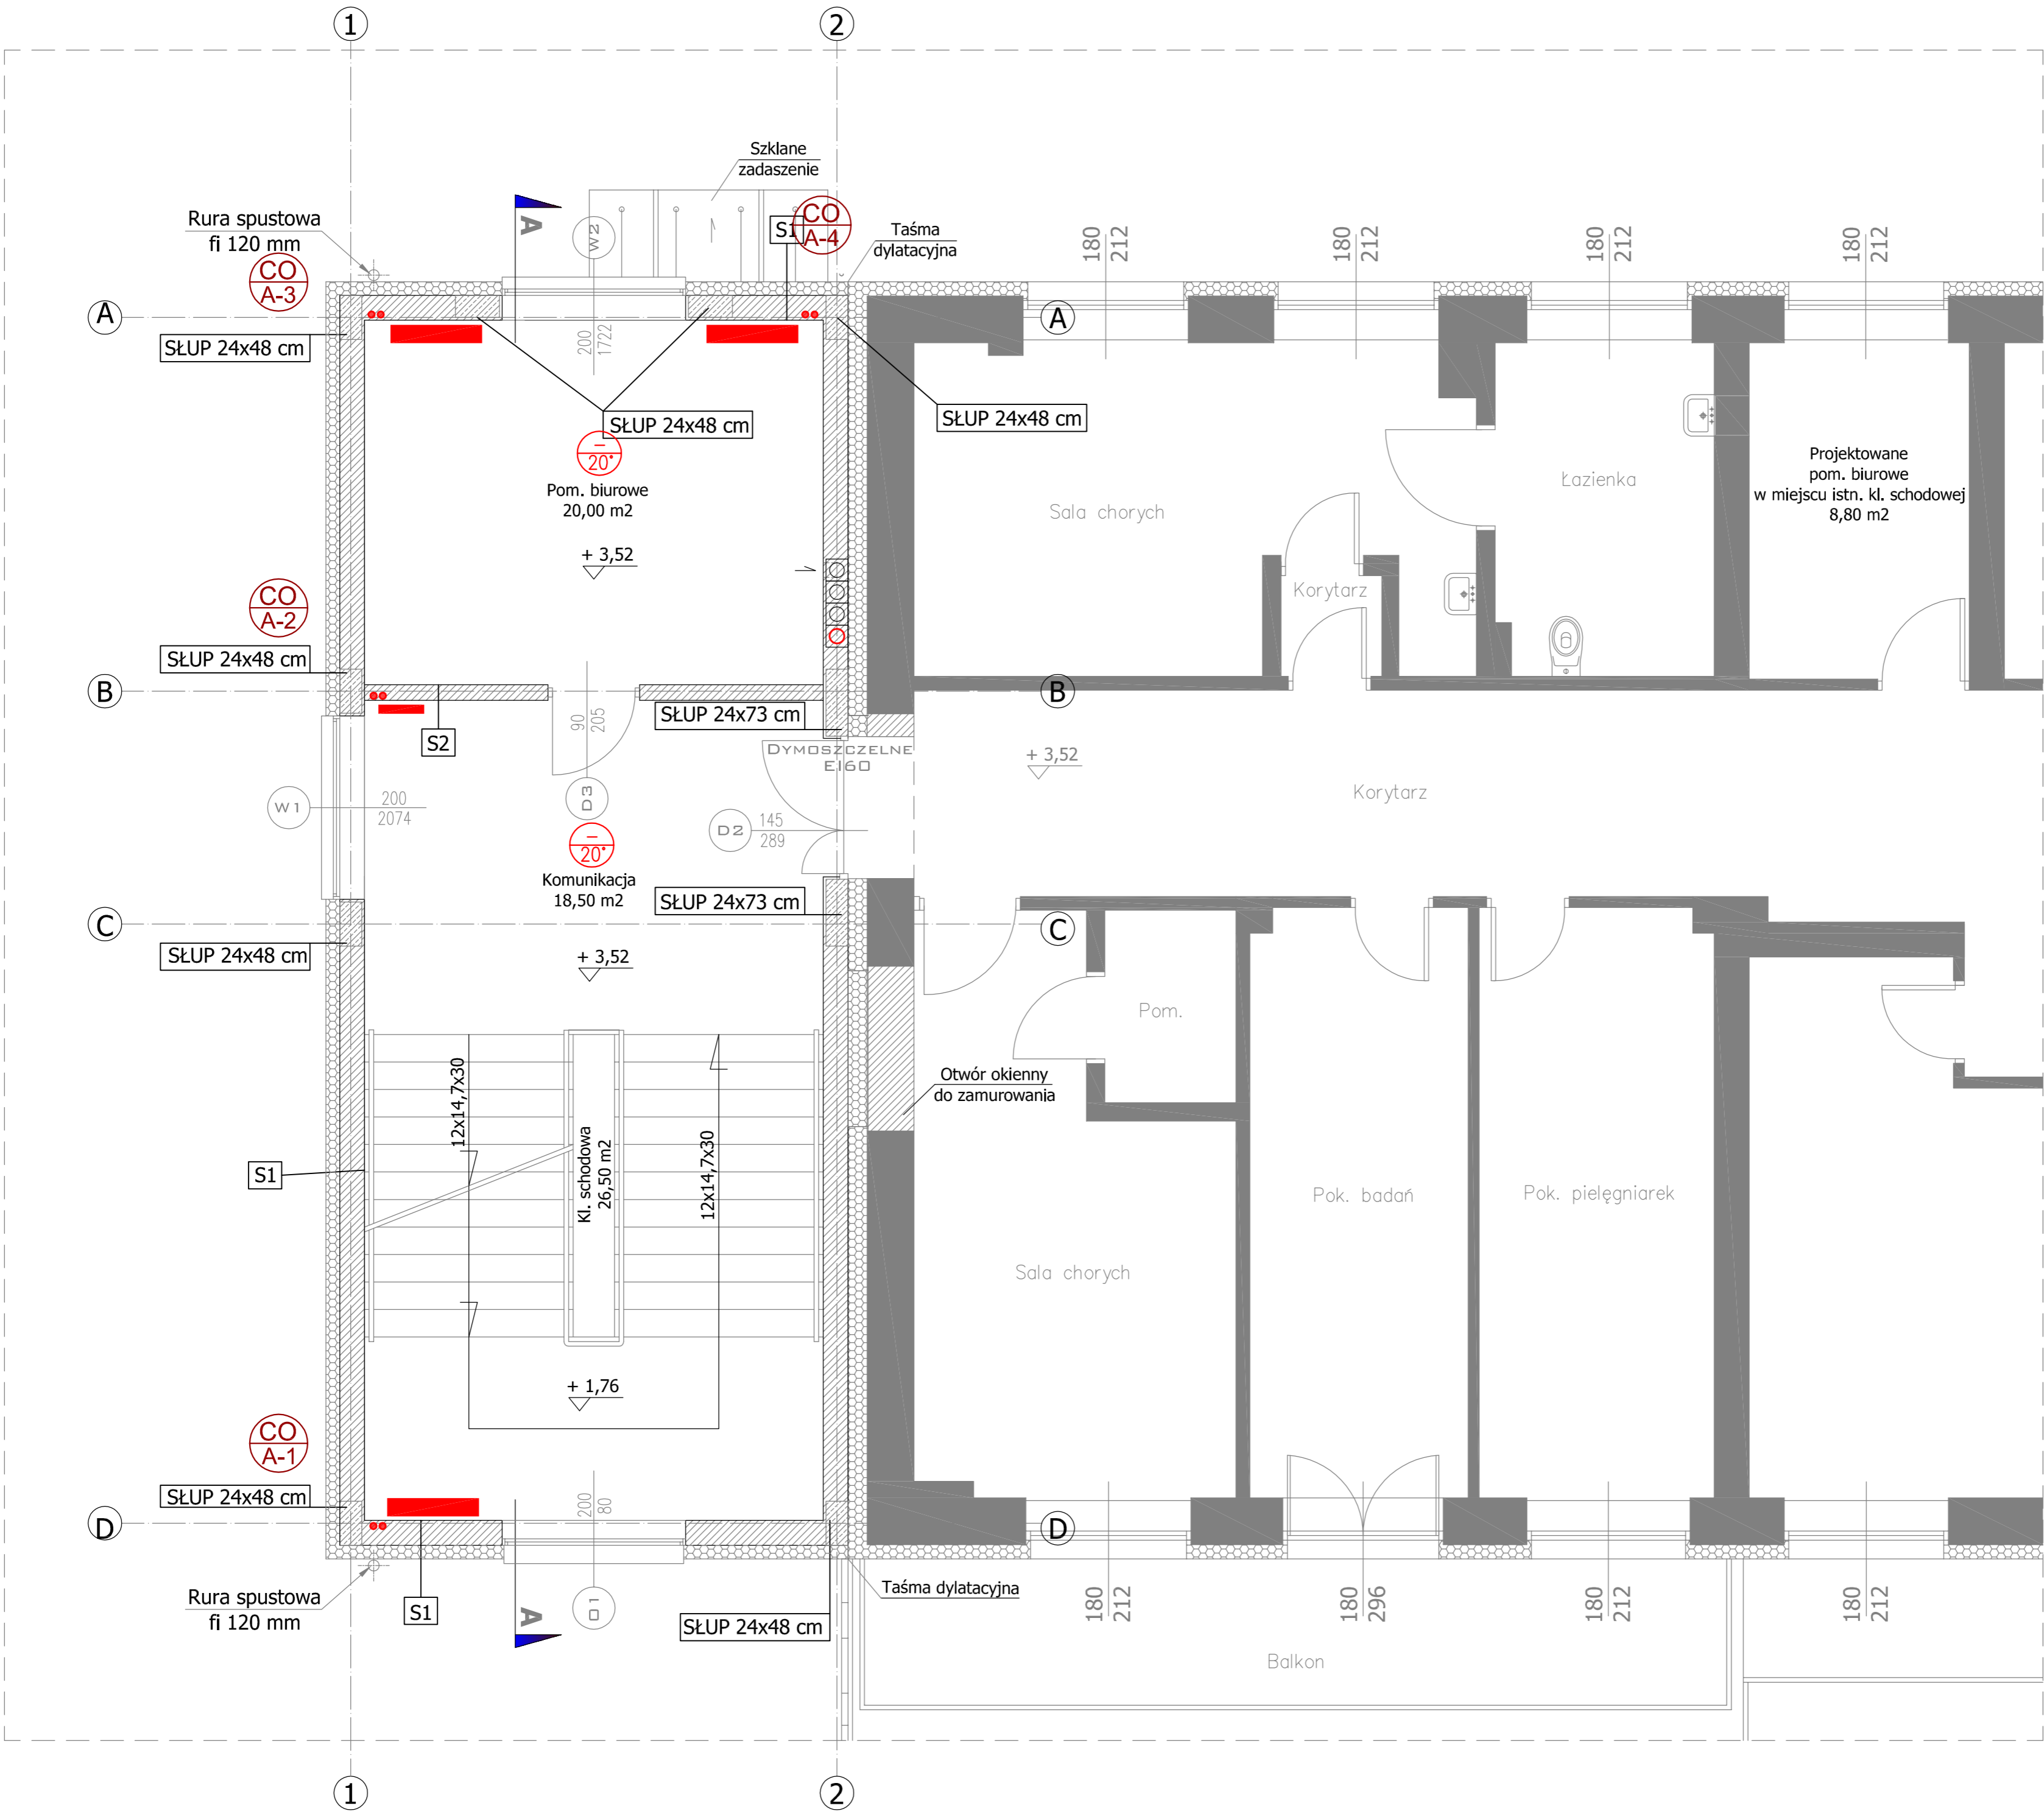 1
2
Szklane
zadaszenie
Rura spustowa
fi 120 mm
A
W2
S1
CO
A-4
Taśma
dylatacyjna
180
212
180
212
180
212
180
212
CO
A-3
A
A
SŁUP 24x48 cm
200
1722
SŁUP 24x48 cm
SŁUP 24x48 cm
–
20°
Pom. biurowe
20,00 m2
+ 3,52
Sala chorych
Łazienka
Projektowane
pom. biurowe
w miejscu istn. kl. schodowej
8,80 m2
Korytarz
CO
A-2
SŁUP 24x48 cm
B
B
S2
90
205
SŁUP 24x73 cm
DYMOSZCZELNE
EI60
+ 3,52
Korytarz
W1
200
2074
D3
D2
145
289
–
20°
Komunikacja
18,50 m2
SŁUP 24x73 cm
C
C
SŁUP 24x48 cm
+ 3,52
Pom.
12x14,7x30
Otwór okienny
do zamurowania
Kl. schodowa
26,50 m2
12x14,7x30
S1
Pok. badań
Pok. pielęgniarek
Sala chorych
+ 1,76
CO
A-1
SŁUP 24x48 cm
200
80
D
D
Rura spustowa
fi 120 mm
S1
A
O1
SŁUP 24x48 cm
Taśma dylatacyjna
180
212
180
296
180
212
180
212
Balkon
1
2